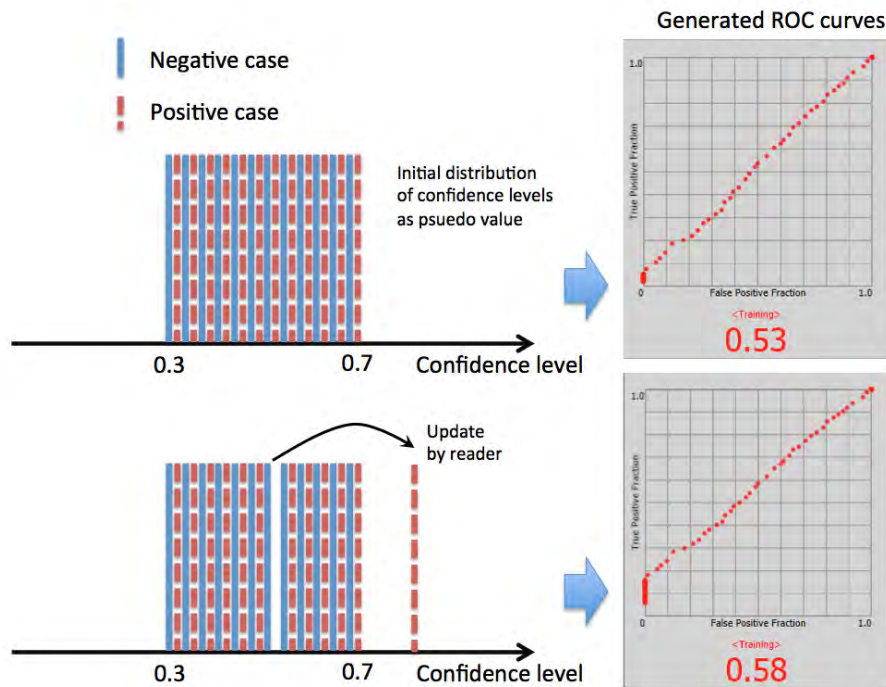 Generated ROC curves
Negative case
Positive case
Initial distribution
of confidence levels
as psuedo value
0.3
0.7
Confidence level
1.0
True Positive Fraction
0
False Positive Fraction
1.0
<Training>
0.53
Update
by reader
0.3
0.7
Confidence level
1.0
True Positive Fraction
0
False Positive Fraction
1.0
<Training>
0.58